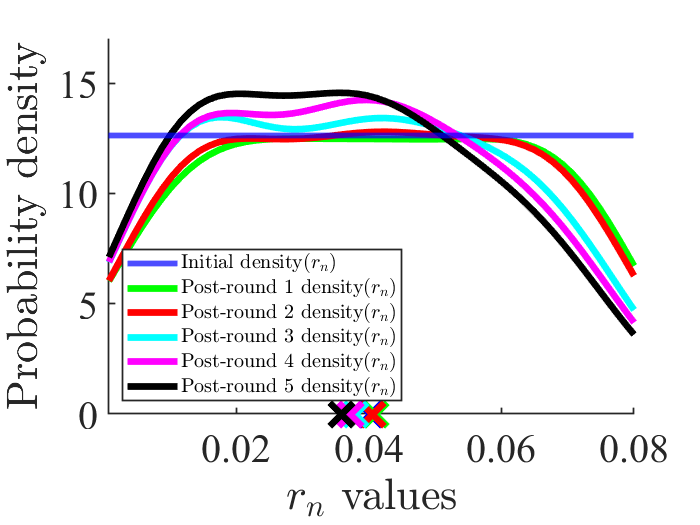 Probability density
15
10
5
0
Initial density(r_n)
Post-round 1 density(r_n)
Post-round 2 density(r_n)
Post-round 3 density(r_n)
Post-round 4 density(r_n)
Post-round 5 density(r_n)
0.02 0.04 0.06 0.08
r_n values